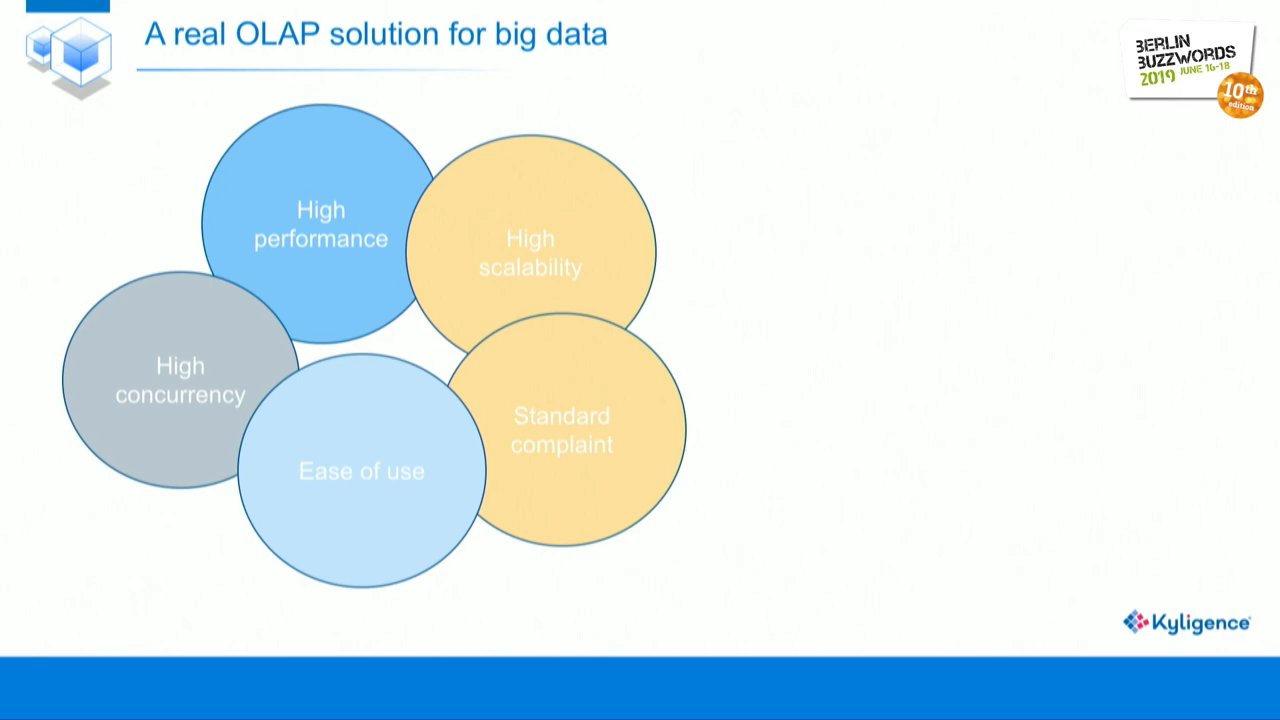 A real OLAP solution for big data
BERLIN
BUZZWORDS
2019 JUNE 16-18
10th
edition
High
performance
High
scalability
High
concurrency
Standard
complaint
Ease of use
Kyligence